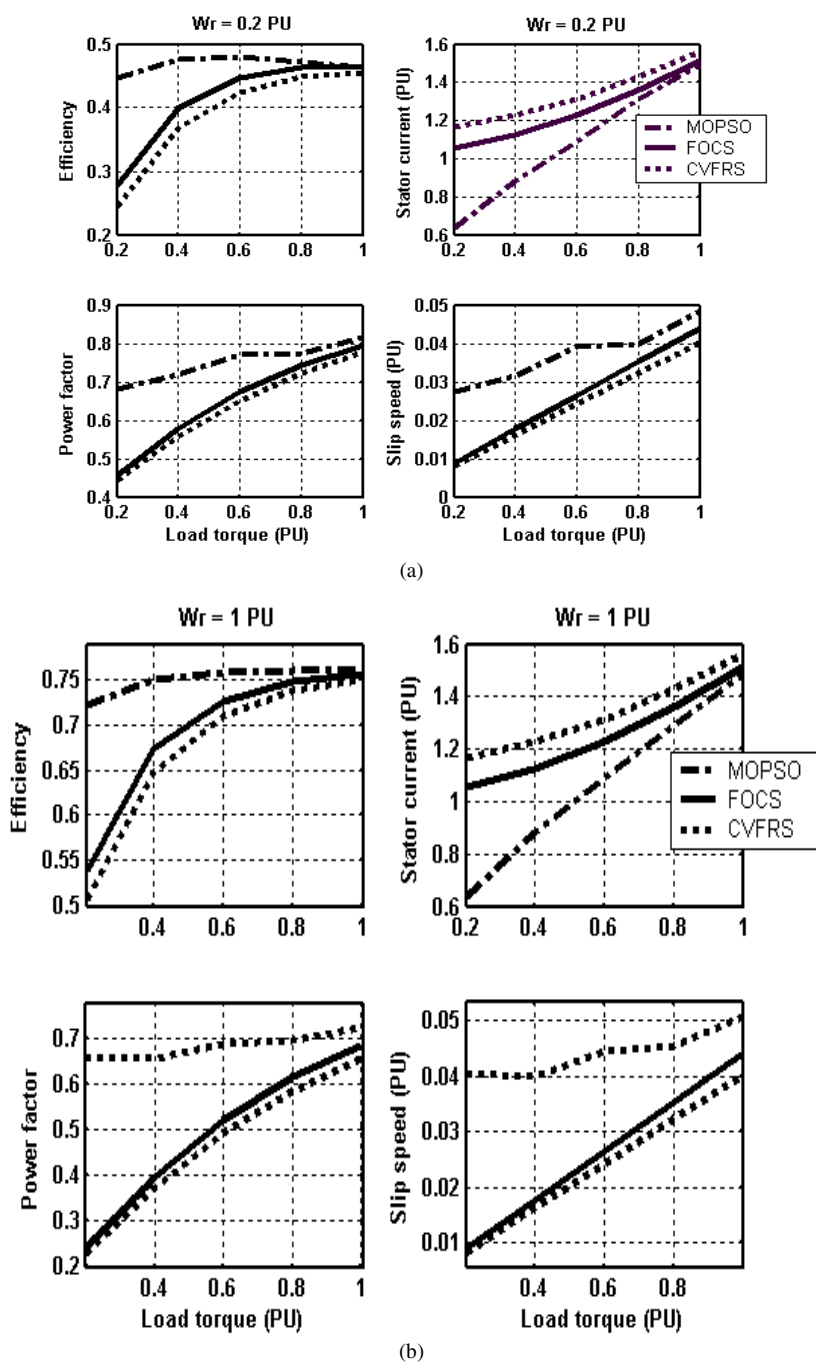 Wr = 0.2 PU
Efficiency
0.5
0.4
0.3
0.2
0.2 0.4 0.6 0.8 1
Wr = 0.2 PU
Stator current (PU)
1.6
1.4
1.2
1
0.8
0.6
0.2 0.4 0.6 0.8 1
MOPSO
FOCS
CVFRS
Power factor
0.9
0.8
0.7
0.6
0.5
0.4
0.2 0.4 0.6 0.8 1
Load torque (PU)
Slip speed (PU)
0.05
0.04
0.03
0.02
0.01
0
0.2 0.4 0.6 0.8 1
Load torque (PU)
(a)
Wr = 1 PU
Efficiency
0.75
0.7
0.65
0.6
0.55
0.5
0.4 0.6 0.8 1
Wr = 1 PU
Stator current (PU)
1.6
1.4
1.2
1
0.8
0.6
0.2 0.4 0.6 0.8 1
MOPSO
FOCS
CVFRS
Power factor
0.7
0.6
0.5
0.4
0.3
0.2
0.4 0.6 0.8 1
Load torque (PU)
Slip speed (PU)
0.05
0.04
0.03
0.02
0.01
0.4 0.6 0.8 1
Load torque (PU)
(b)